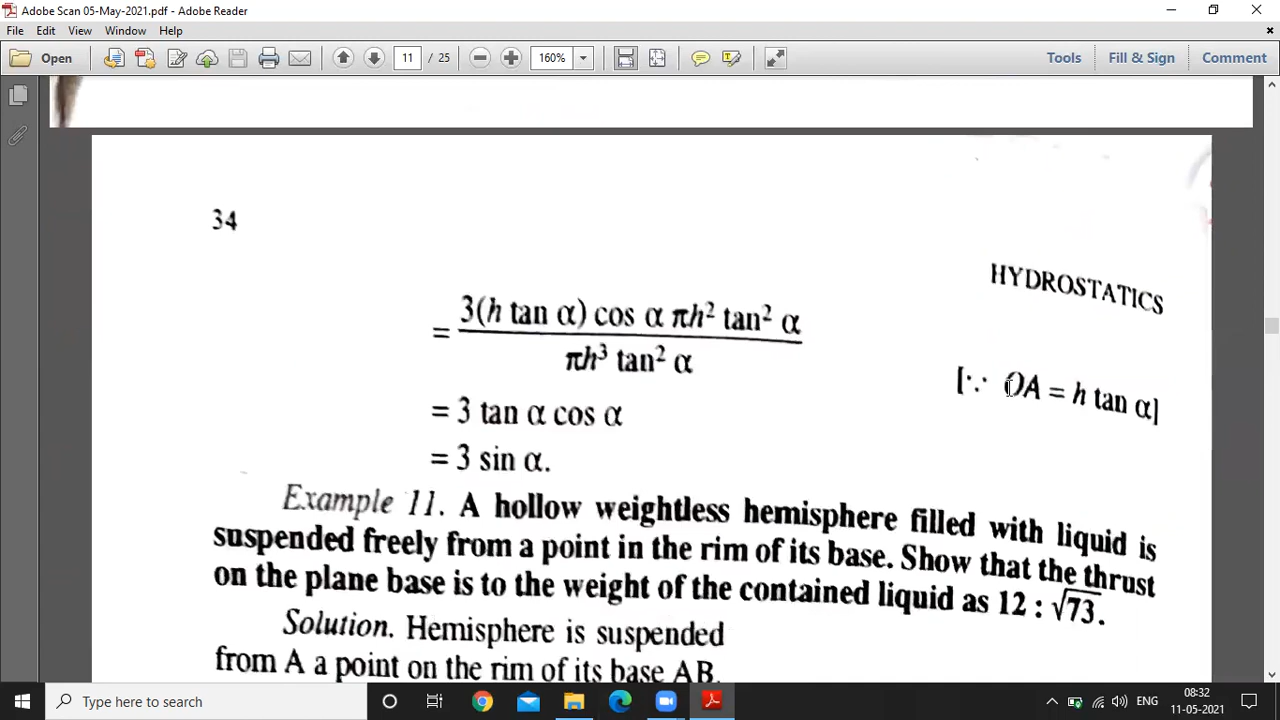 Adobe Scan 05-May-2021.pdf - Adobe Reader
File Edit View Window Help
Open 11 / 25 160% Tools Fill & Sign Comment
34
HYDROSTATICS
= 3(h tan α) cos α πh² tan² α
πh³ tan² α
[∵ OA = h tan α]
= 3 tan α cos α
= 3 sin α.
Example 11. A hollow weightless hemisphere filled with liquid is
suspended freely from a point in the rim of its base. Show that the thrust
on the plane base is to the weight of the contained liquid as 12 : √73.
Solution. Hemisphere is suspended
from A a point on the rim of its base AB.
Type here to search
ENG
08:32
11-05-2021